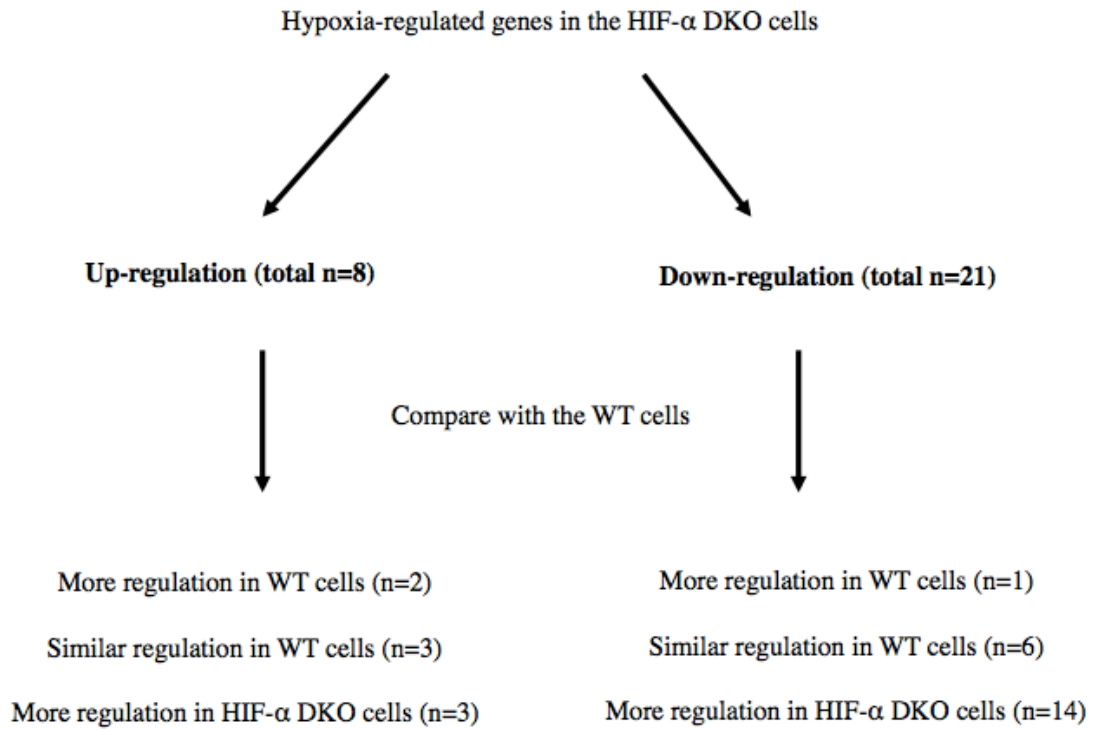 Hypoxia-regulated genes in the HIF-α DKO cells
Up-regulation (total n=8)
Down-regulation (total n=21)
Compare with the WT cells
More regulation in WT cells (n=2)
Similar regulation in WT cells (n=3)
More regulation in HIF-α DKO cells (n=3)
More regulation in WT cells (n=1)
Similar regulation in WT cells (n=6)
More regulation in HIF-α DKO cells (n=14)